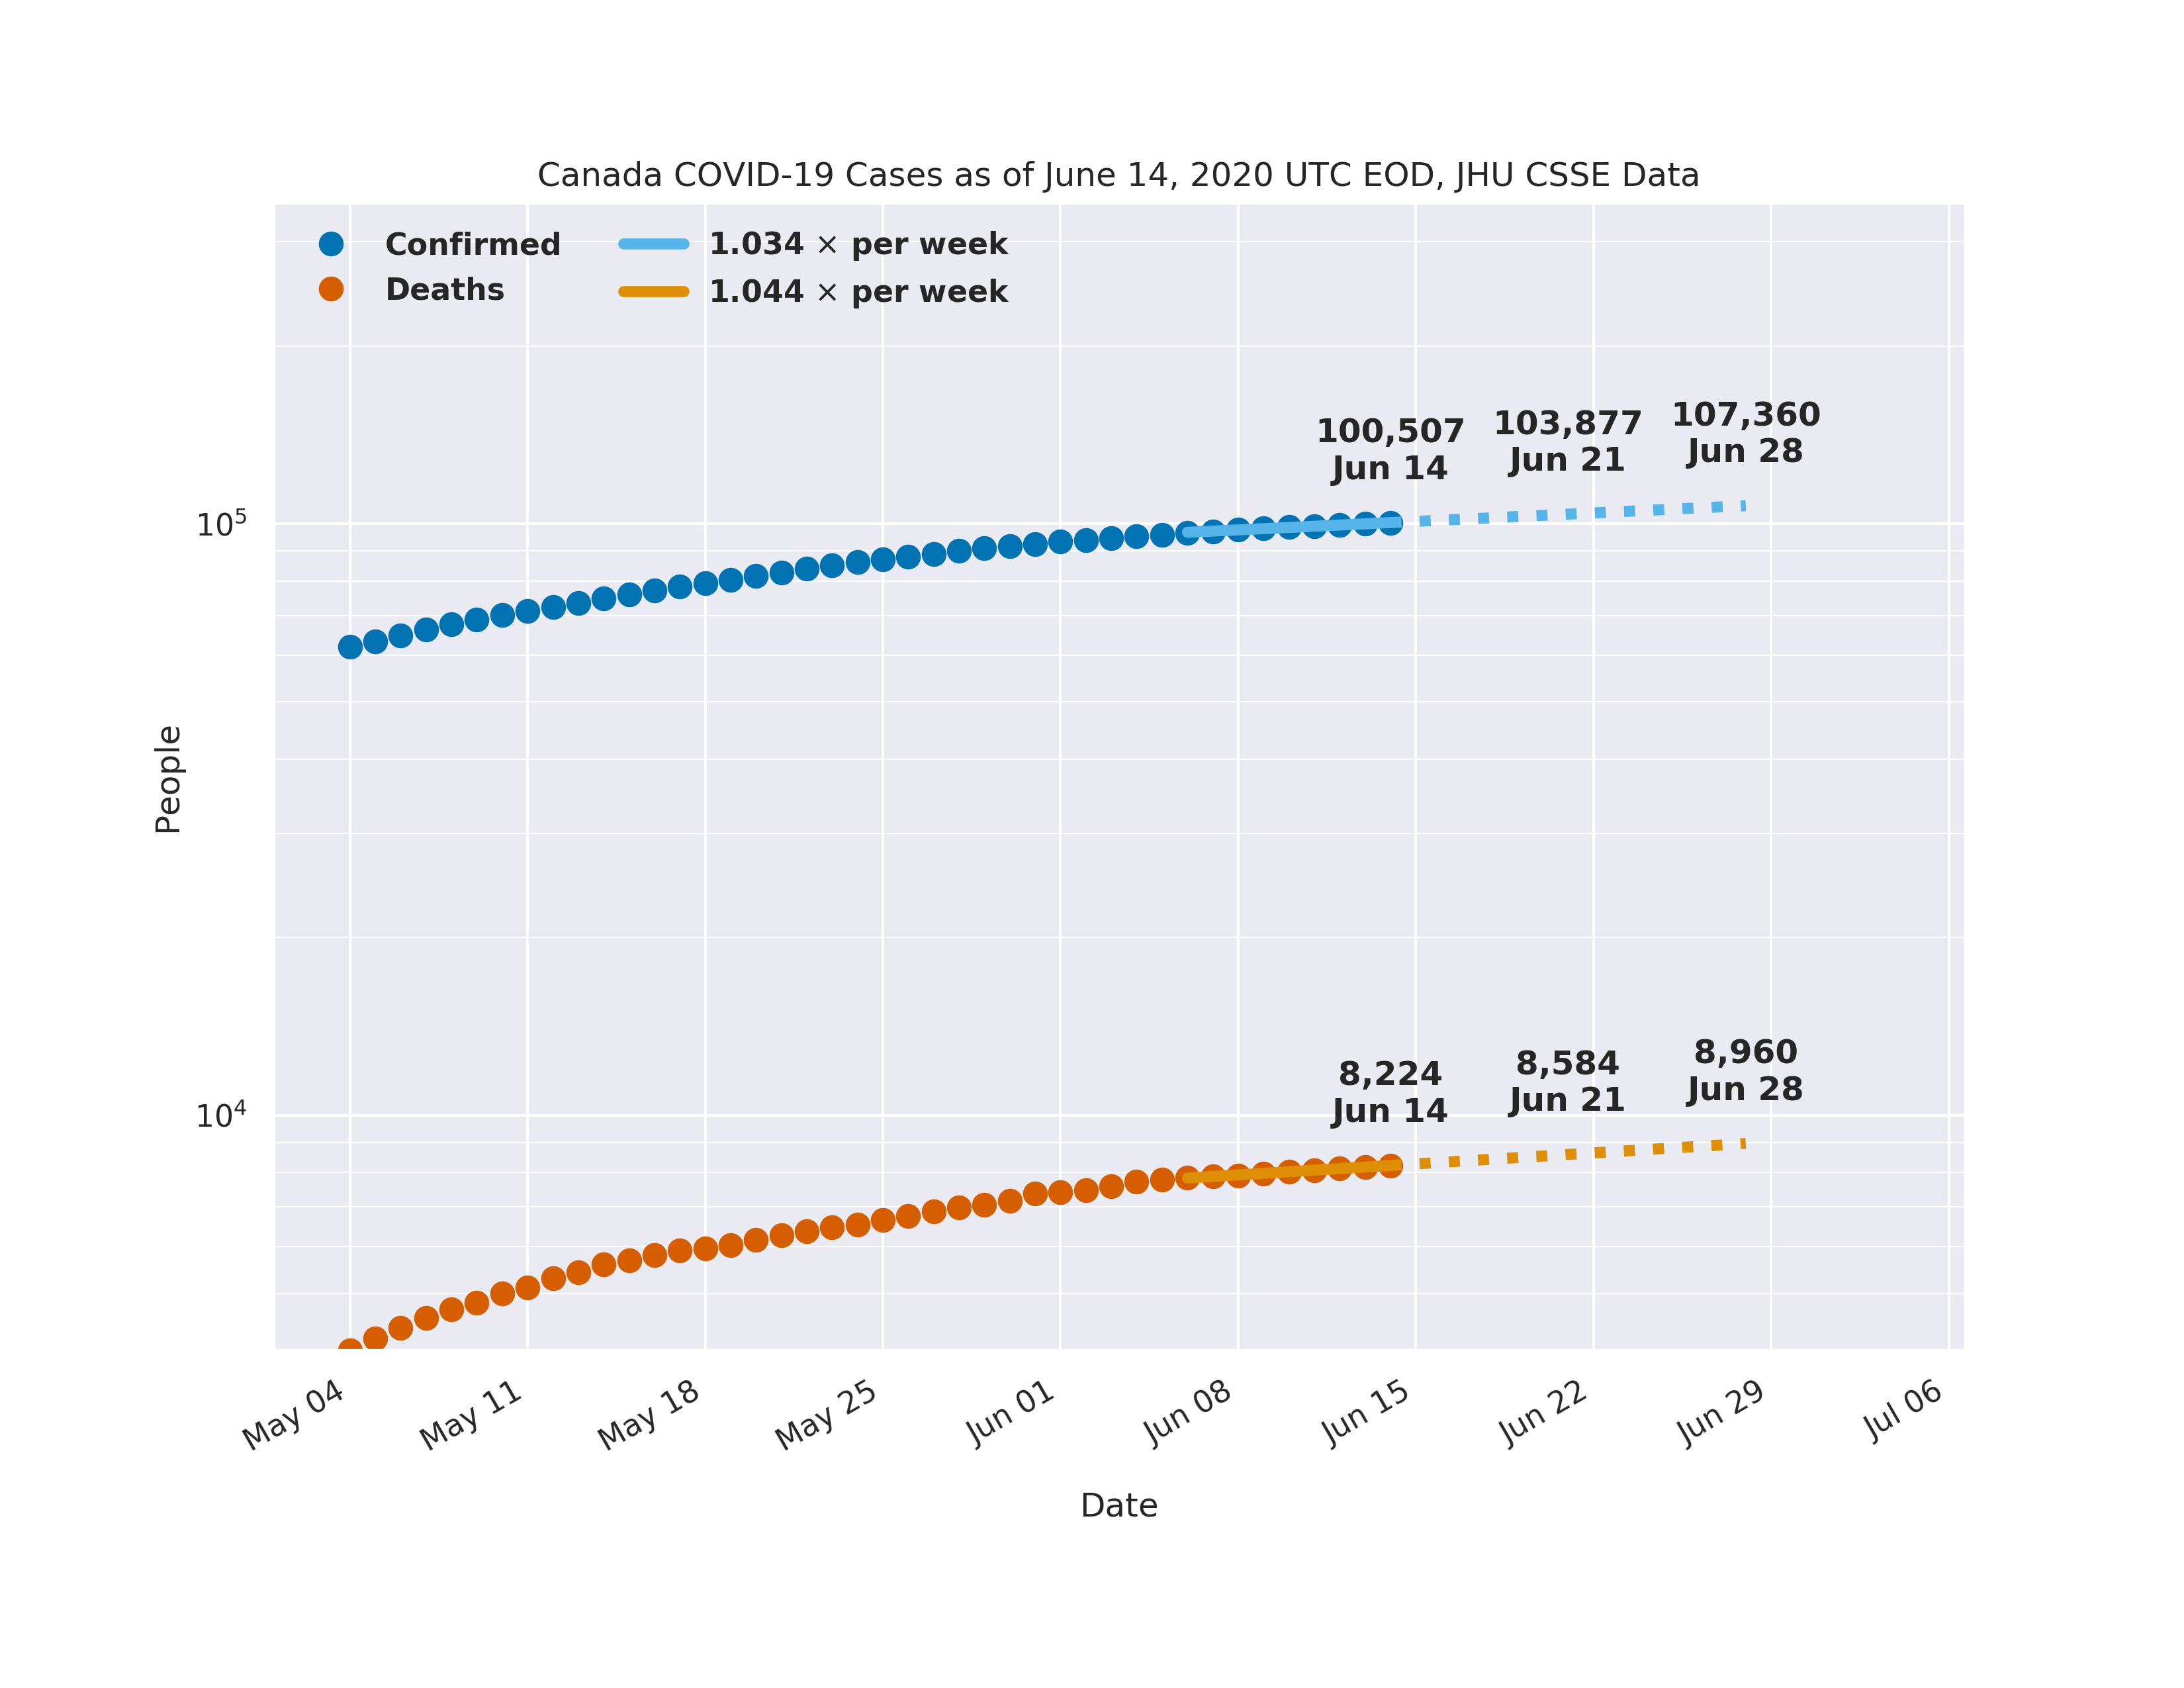 Canada COVID-19 Cases as of June 14, 2020 UTC EOD, JHU CSSE Data
Confirmed
Deaths
1.034 × per week
1.044 × per week
100,507
Jun 14
103,877
Jun 21
107,360
Jun 28
10⁵
People
8,224
Jun 14
8,584
Jun 21
8,960
Jun 28
10⁴
May 04
May 11
May 18
May 25
Jun 01
Jun 08
Jun 15
Jun 22
Jun 29
Jul 06
Date